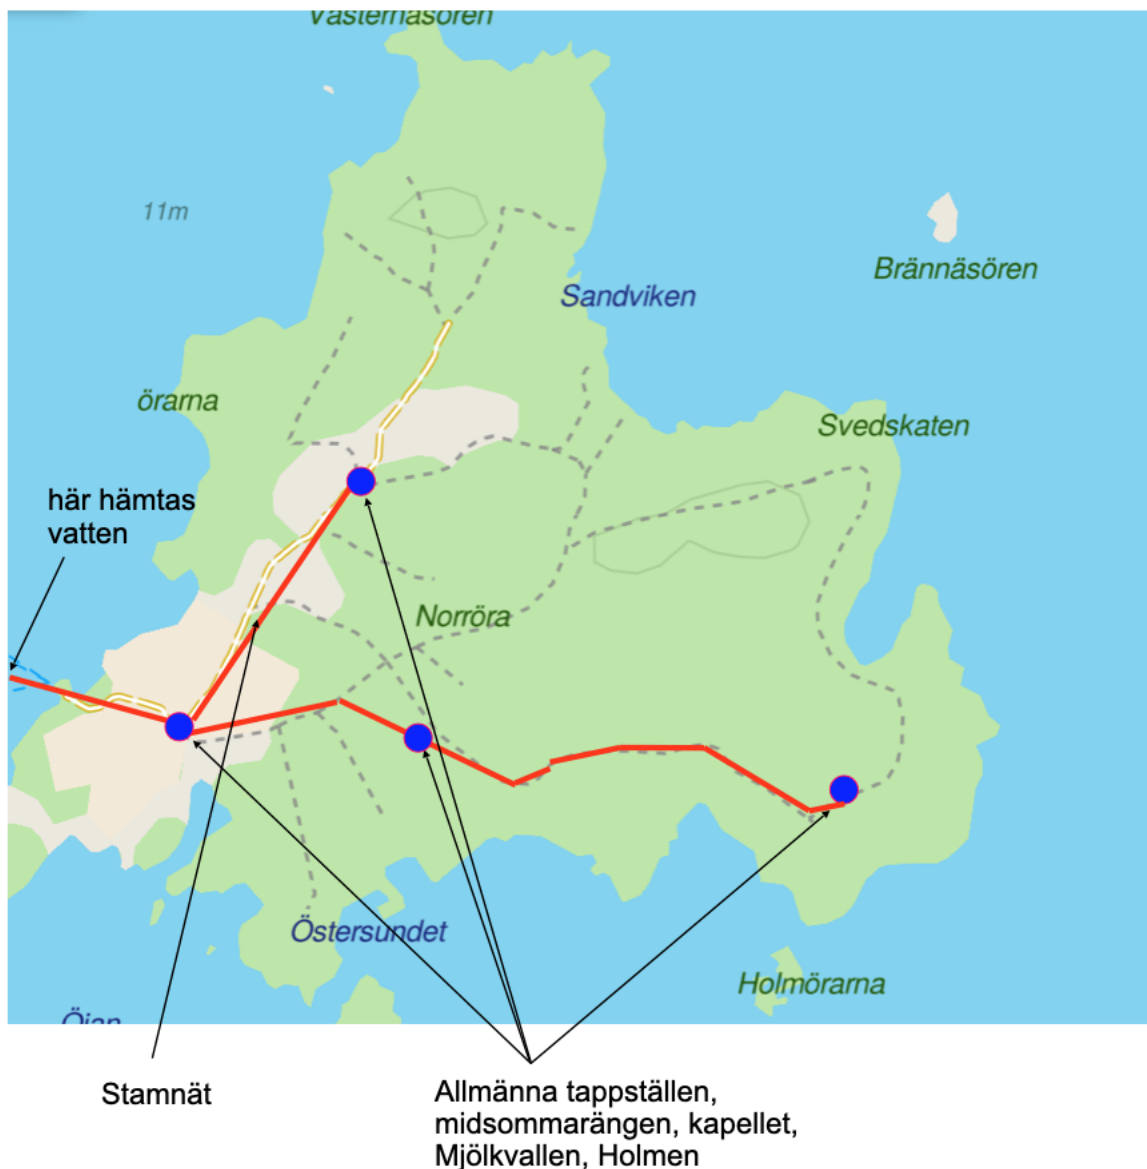 Västernäsören
11m
Brännäsören
Sandviken
örarna
Svedskaten
här hämtas
vatten
Norröra
Östersundet
Holmörarna
Öjan
Stamnät
Allmänna tappställen,
midsommarängen, kapellet,
Mjölkvallen, Holmen